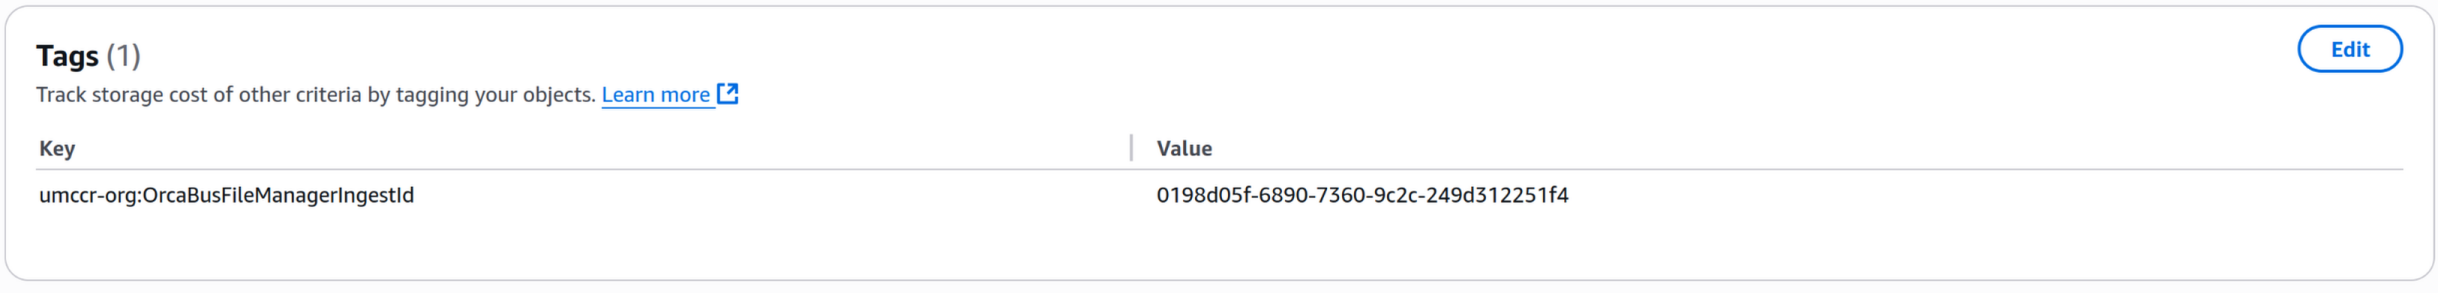 Tags (1)
Edit
Track storage cost of other criteria by tagging your objects. Learn more
Key Value
umccr-org:OrcaBusFileManagerIngestId 0198d05f-6890-7360-9c2c-249d312251f4